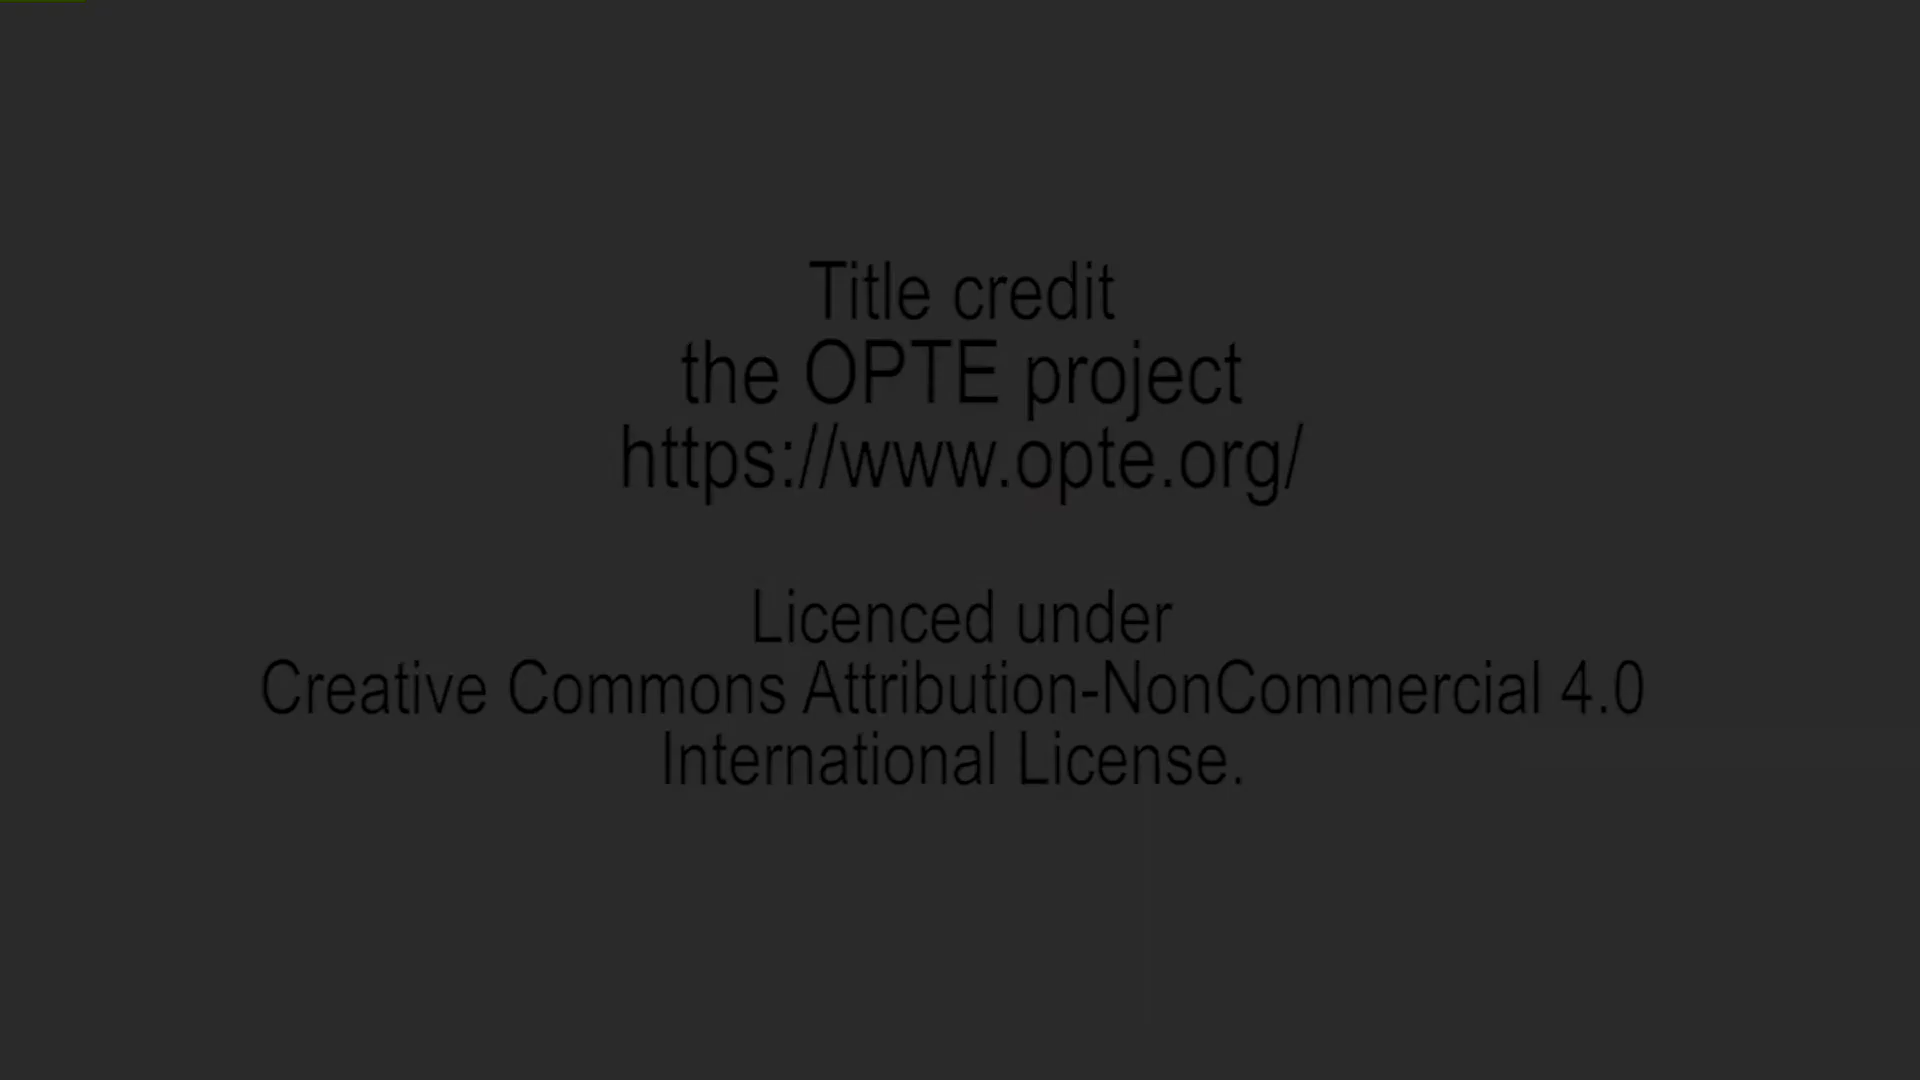 Title credit
the OPTE project
https://www.opte.org/
Licenced under
Creative Commons Attribution-NonCommercial 4.0
International License.